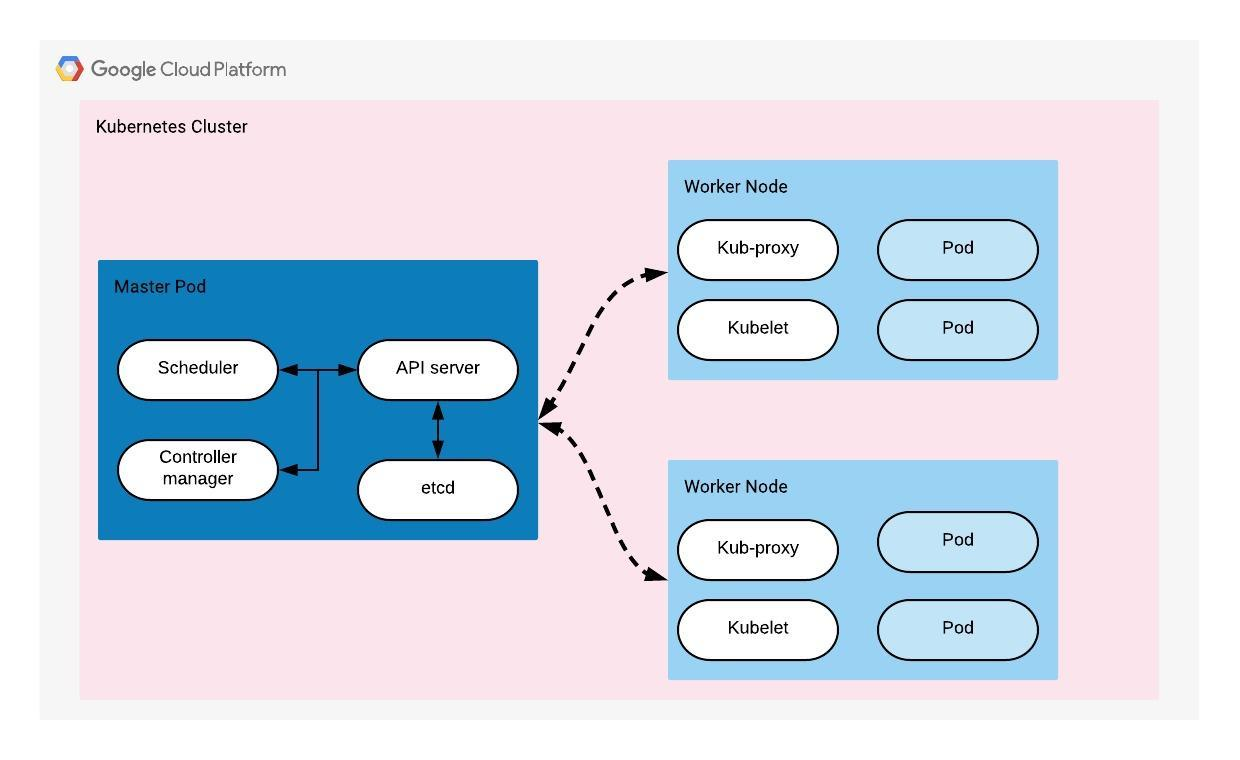 Google Cloud Platform
Kubernetes Cluster
Master Pod
Scheduler
API server
Controller
manager
etcd
Worker Node
Kub-proxy
Pod
Kubelet
Pod
Worker Node
Kub-proxy
Pod
Kubelet
Pod